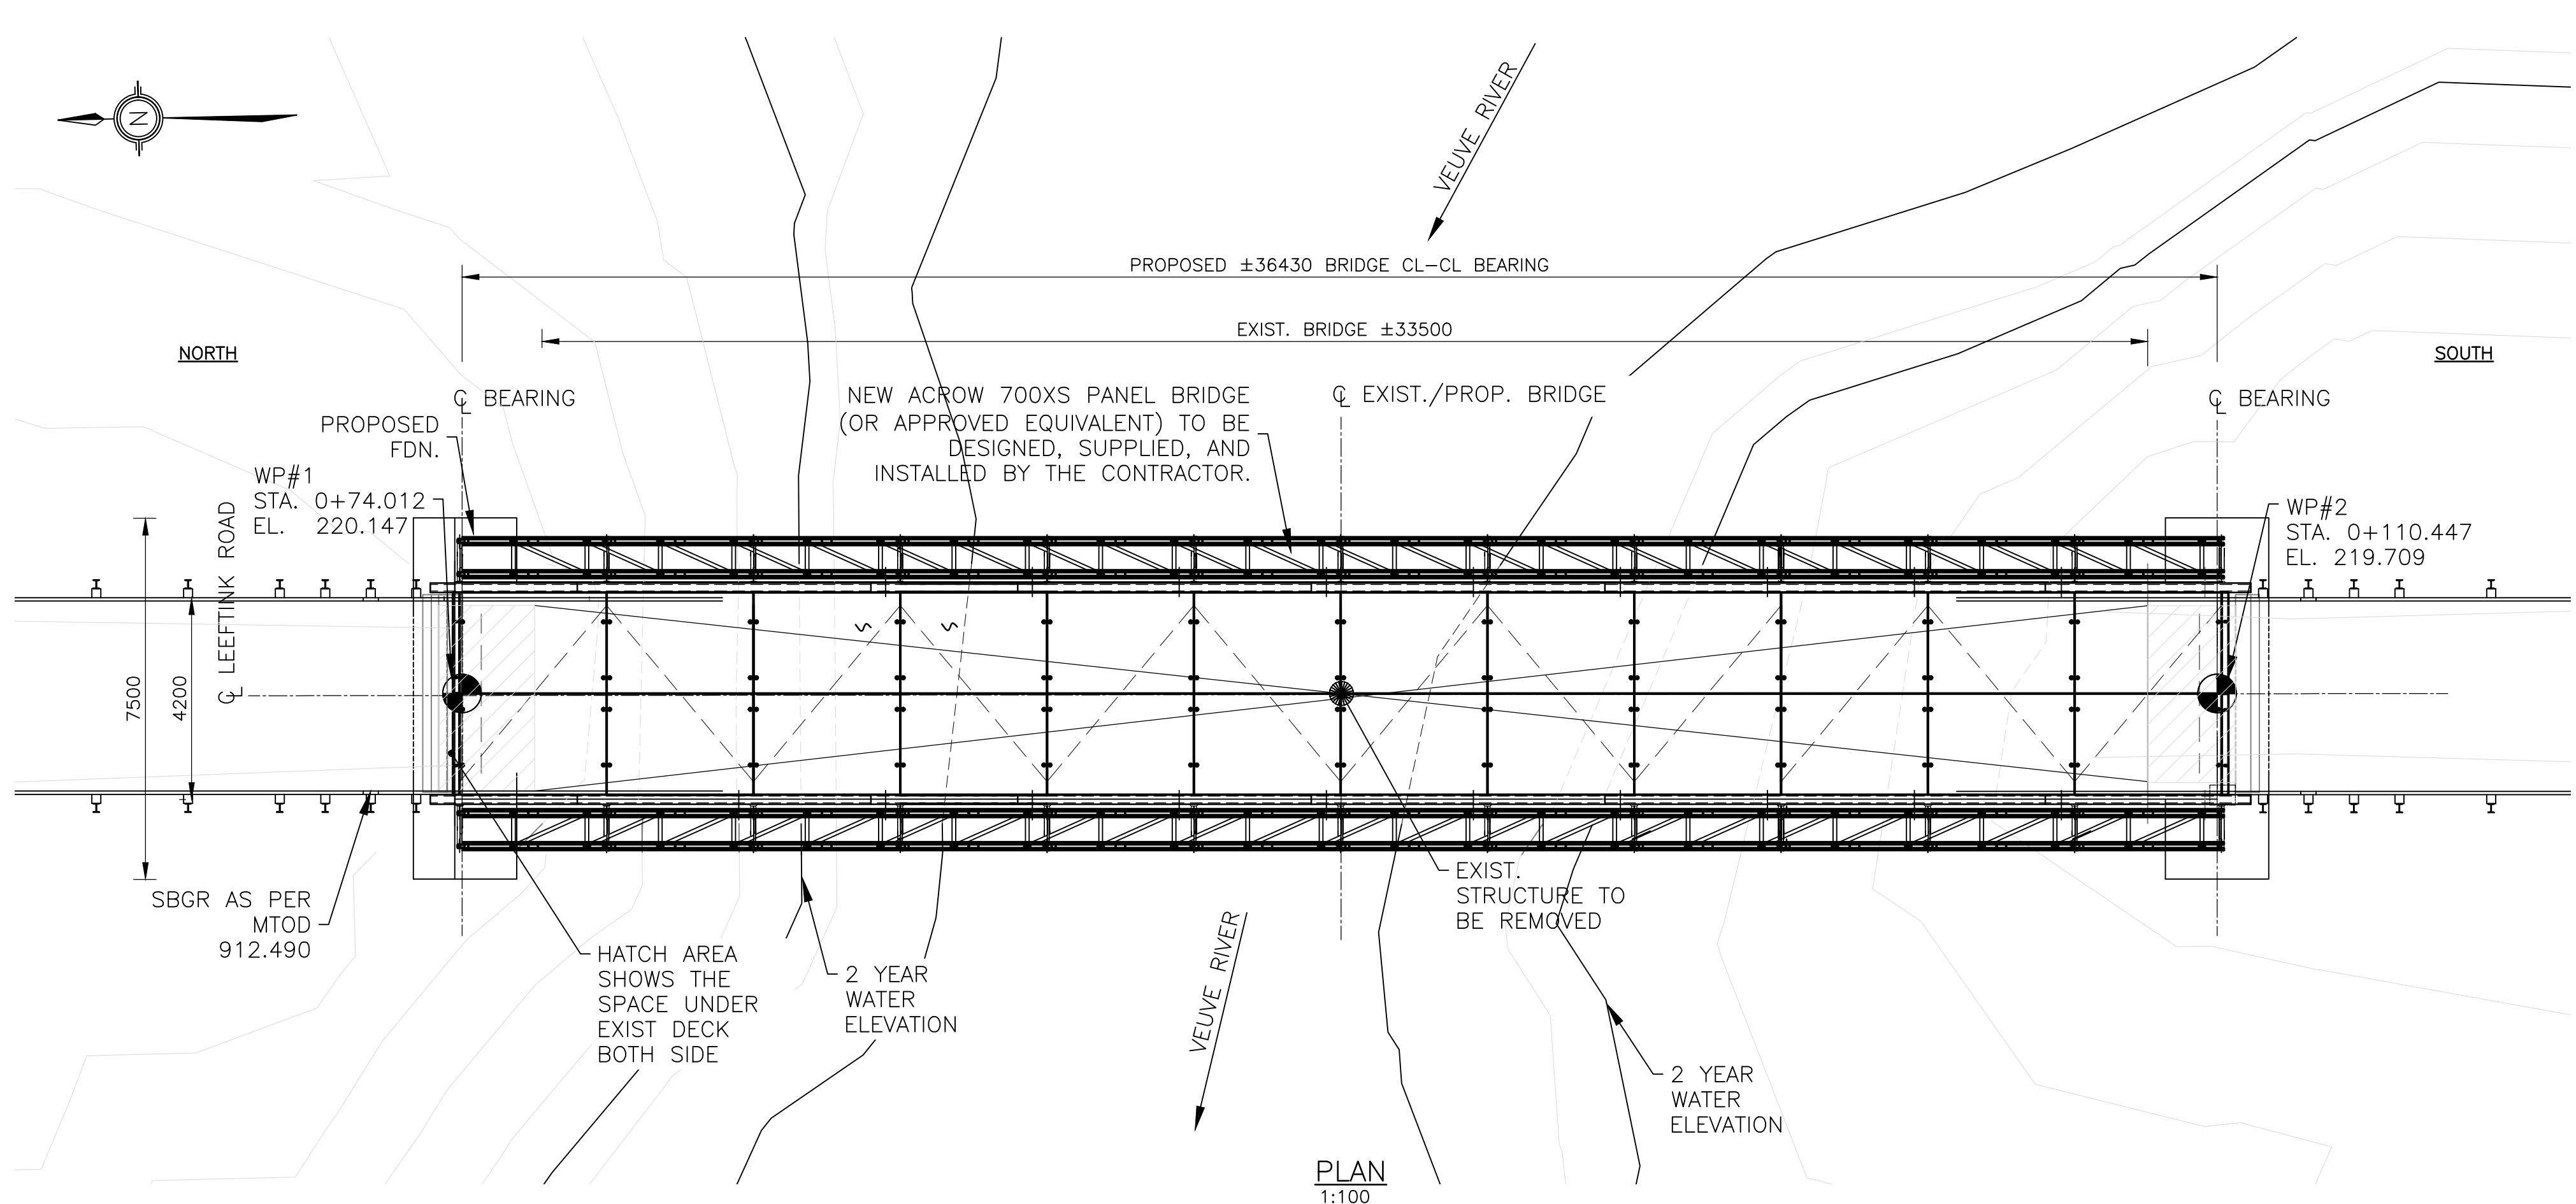 N
VEUVE RIVER
PROPOSED ±36430 BRIDGE CL-CL BEARING
EXIST. BRIDGE ±33500
NORTH
SOUTH
℄ BEARING
NEW ACROW 700XS PANEL BRIDGE
(OR APPROVED EQUIVALENT) TO BE
DESIGNED, SUPPLIED, AND
INSTALLED BY THE CONTRACTOR.
℄ EXIST./PROP. BRIDGE
℄ BEARING
PROPOSED
FDN.
WP#1
STA. 0+74.012
EL. 220.147
WP#2
STA. 0+110.447
EL. 219.709
℄ LEEFTINK ROAD
7500
4200
SBGR AS PER
MTOD
912.490
HATCH AREA
SHOWS THE
SPACE UNDER
EXIST DECK
BOTH SIDE
2 YEAR
WATER
ELEVATION
VEUVE RIVER
EXIST.
STRUCTURE TO
BE REMOVED
2 YEAR
WATER
ELEVATION
PLAN
1:100